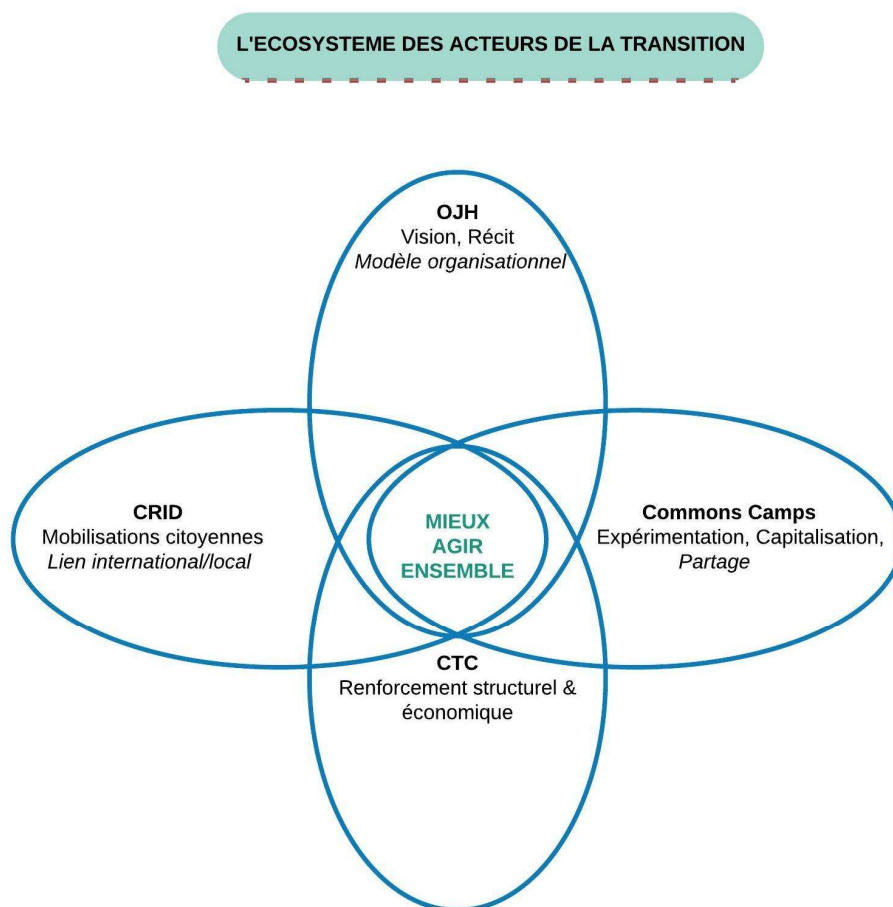 L'ECOSYSTEME DES ACTEURS DE LA TRANSITION
OJH
Vision, Récit
Modèle organisationnel
CRID
Mobilisations citoyennes
Lien international/local
MIEUX
AGIR
ENSEMBLE
Commons Camps
Expérimentation, Capitalisation,
Partage
CTC
Renforcement structurel &
économique